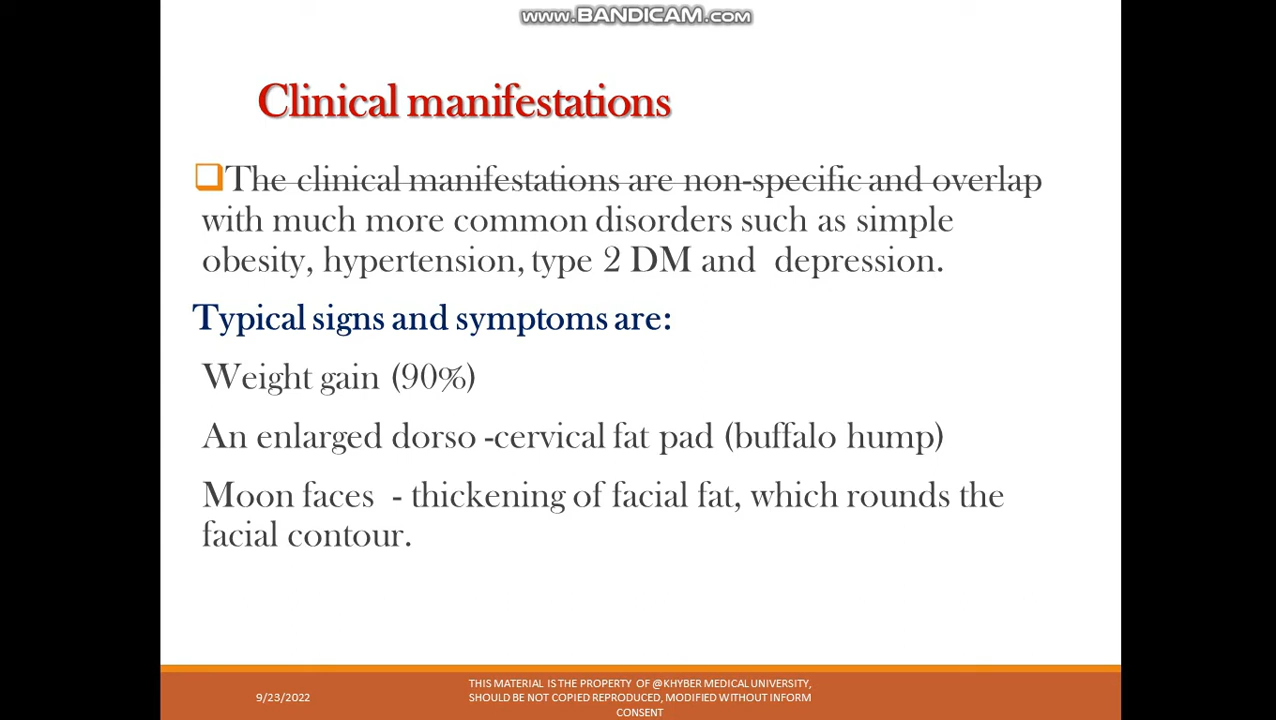 www.BANDICAM.com
Clinical manifestations
The clinical manifestations are non-specific and overlap
with much more common disorders such as simple
obesity, hypertension, type 2 DM and depression.
Typical signs and symptoms are:
Weight gain (90%)
An enlarged dorso -cervical fat pad (buffalo hump)
Moon faces - thickening of facial fat, which rounds the
facial contour.
9/23/2022
THIS MATERIAL IS THE PROPERTY OF @KHYBER MEDICAL UNIVERSITY,
SHOULD BE NOT COPIED REPRODUCED, MODIFIED WITHOUT INFORM
CONSENT